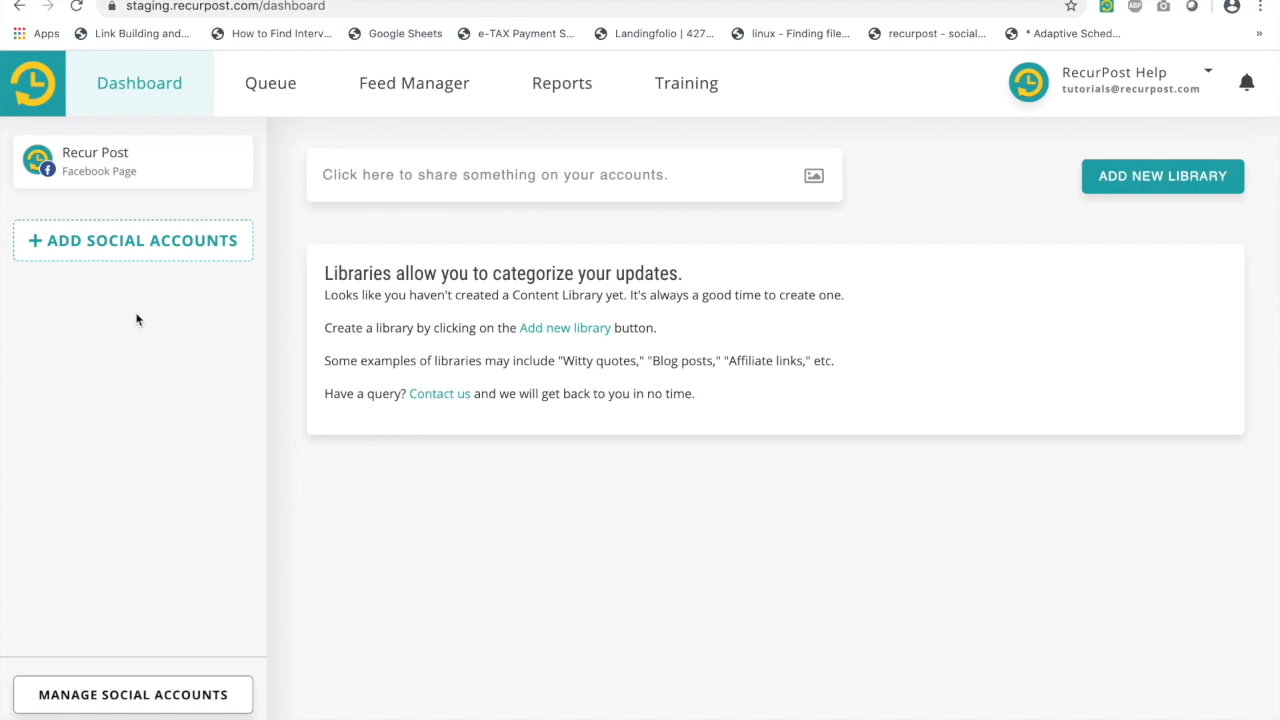 staging.recurpost.com/dashboard
Apps
Link Building and...
How to Find Interv...
Google Sheets
e-TAX Payment S...
Landingfolio | 427...
linux - Finding file...
recurpost - social...
* Adaptive Sched...
»
Dashboard
Queue
Feed Manager
Reports
Training
RecurPost Help
tutorials@recurpost.com
Recur Post
Facebook Page
+ ADD SOCIAL ACCOUNTS
MANAGE SOCIAL ACCOUNTS
Click here to share something on your accounts.
ADD NEW LIBRARY
Libraries allow you to categorize your updates.
Looks like you haven't created a Content Library yet. It's always a good time to create one.
Create a library by clicking on the Add new library button.
Some examples of libraries may include "Witty quotes," "Blog posts," "Affiliate links," etc.
Have a query? Contact us and we will get back to you in no time.
ABP